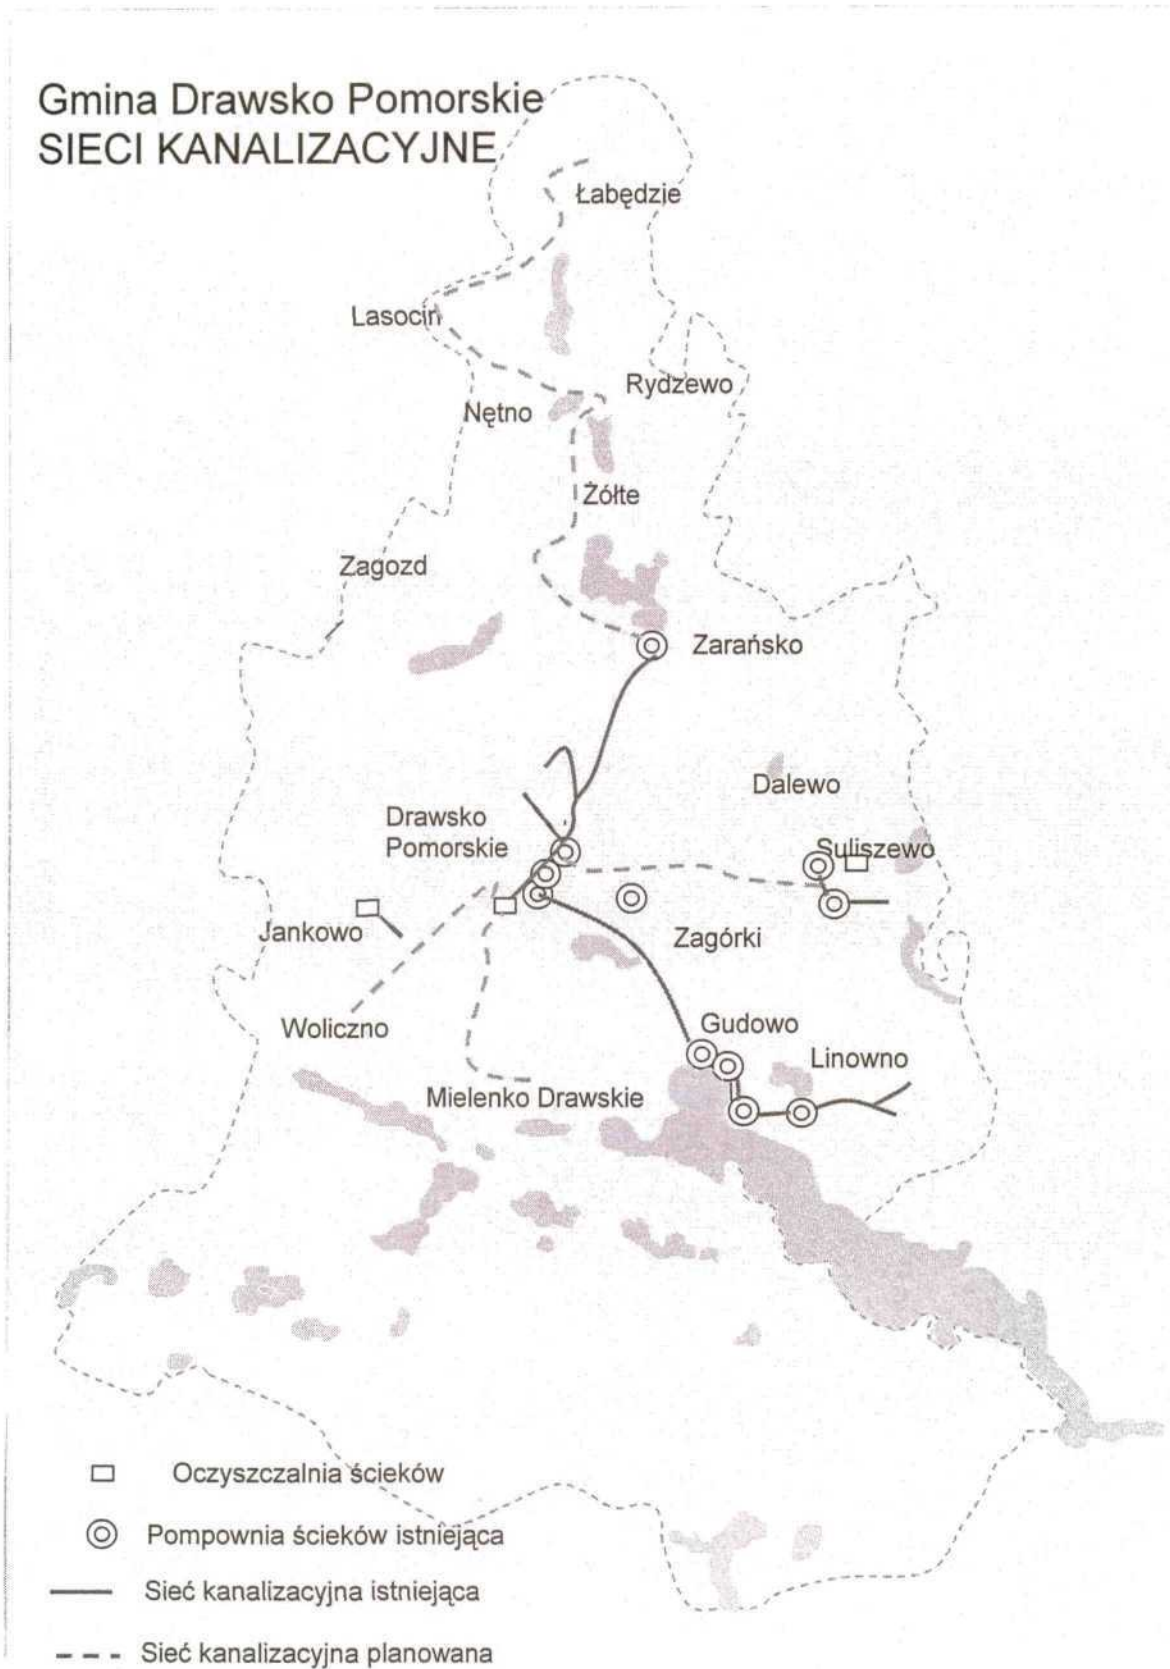 Gmina Drawsko Pomorskie
SIECI KANALIZACYJNE
Łabędzie
Lasocin
Rydzewo
Nętno
Żółte
Zagozd
Zarańsko
Dalewo
Drawsko
Pomorskie
Suliszewo
Jankowo
Zagórki
Woliczno
Gudowo
Linowno
Mielenko Drawskie
Oczyszczalnia ścieków
Pompownia ścieków istniejąca
Sieć kanalizacyjna istniejąca
Sieć kanalizacyjna planowana